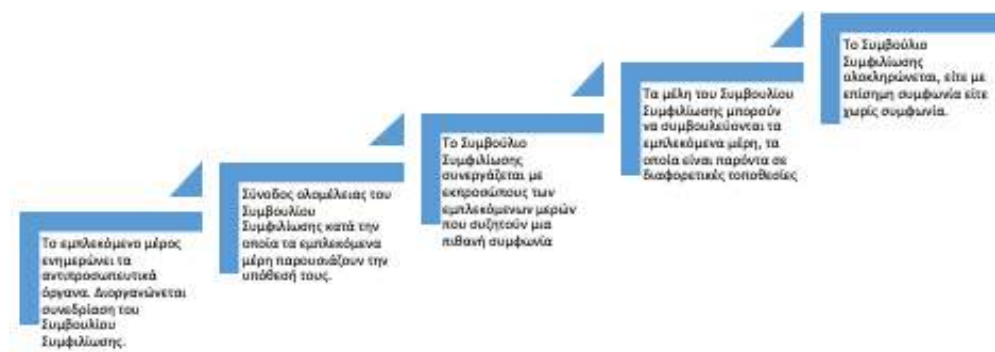 Το εμπλεκόμενο μέρος
ενημερώνει τα
αντιπροσωπευτικά
όργανα. Διοργανώνεται
συνεδρίαση του
Συμβουλίου
Συμφιλίωσης.
Σύνοδος ολομέλειας του
Συμβουλίου
Συμφιλίωσης κατά την
οποία τα εμπλεκόμενα
μέρη παρουσιάζουν την
υπόθεσή τους.
Το Συμβούλιο
Συμφιλίωσης
συνεργάζεται με
εκπροσώπους των
εμπλεκόμενων μερών
που συζητούν μια
πιθανή συμφωνία
Τα μέλη του Συμβουλίου
Συμφιλίωσης μπορούν
να συμβουλεύονται τα
εμπλεκόμενα μέρη, τα
οποία είναι παρόντα σε
διαφορετικές τοποθεσίες
Το Συμβούλιο
Συμφιλίωσης
ολοκληρώνεται, είτε με
επίσημη συμφωνία είτε
χωρίς συμφωνία.